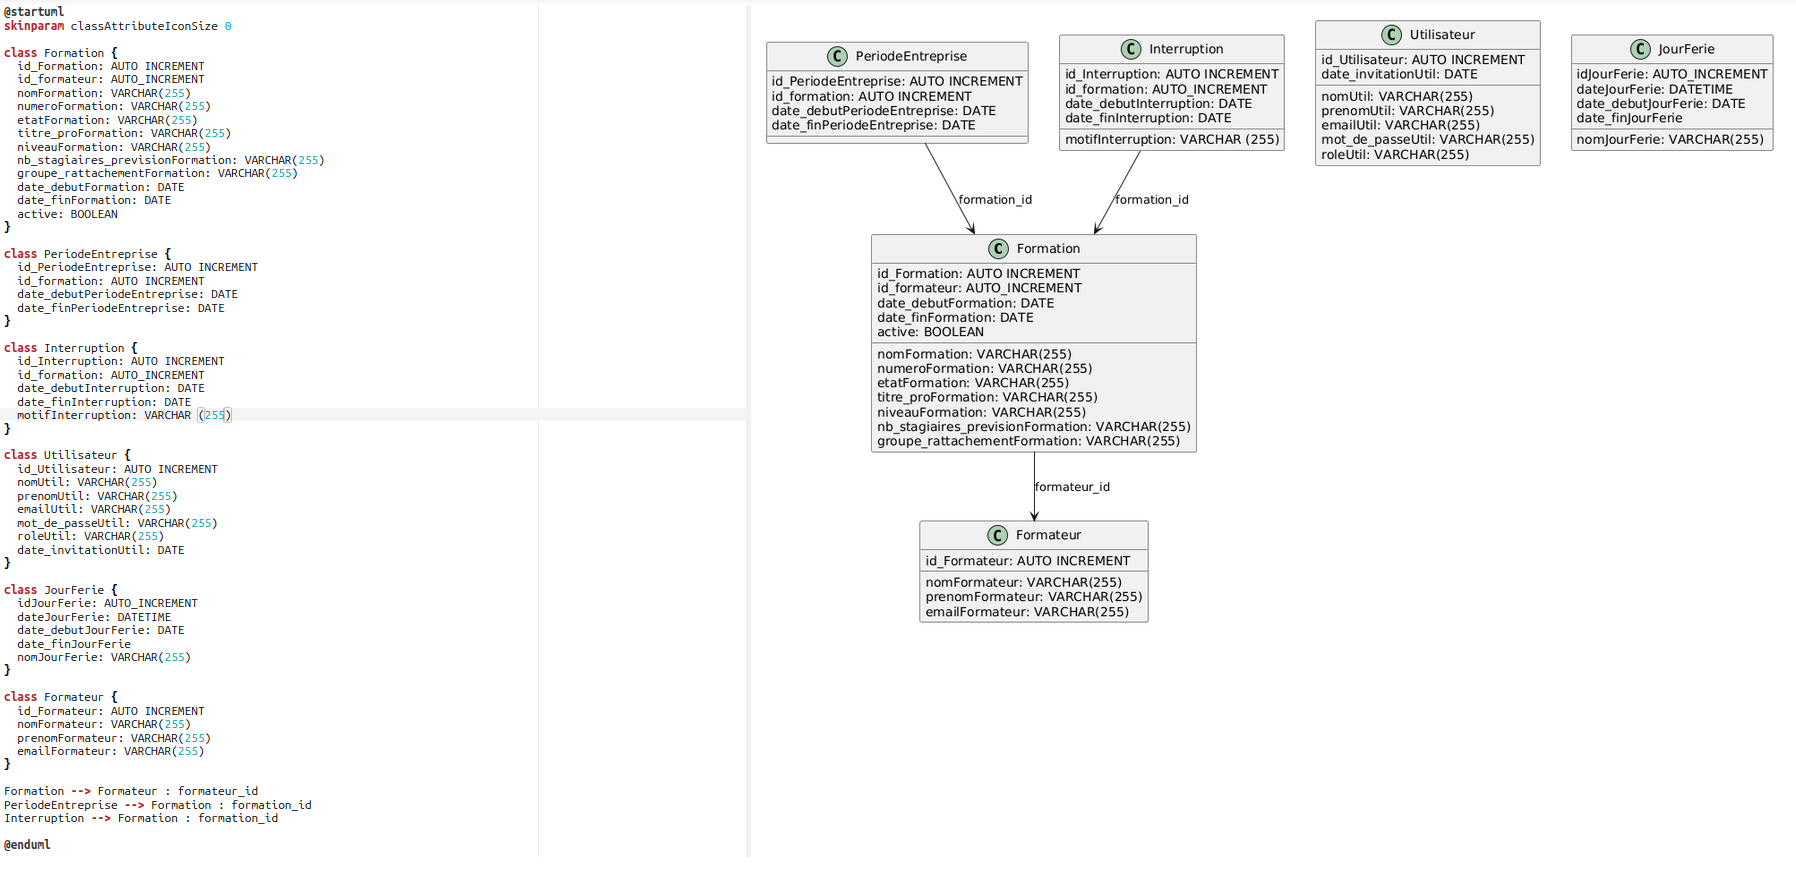 @startuml
skinparam classAttributeIconSize 0
class Formation {
id_Formation: AUTO INCREMENT
id_formateur: AUTO_INCREMENT
nomFormation: VARCHAR(255)
numeroFormation: VARCHAR(255)
etatFormation: VARCHAR(255)
titre_proFormation: VARCHAR(255)
niveauFormation: VARCHAR(255)
nb_stagiaires_previsionFormation: VARCHAR(255)
groupe_rattachementFormation: VARCHAR(255)
date_debutFormation: DATE
date_finFormation: DATE
active: BOOLEAN
}
class PeriodeEntreprise {
id_PeriodeEntreprise: AUTO INCREMENT
id_formation: AUTO INCREMENT
date_debutPeriodeEntreprise: DATE
date_finPeriodeEntreprise: DATE
}
class Interruption {
id_Interruption: AUTO INCREMENT
id_formation: AUTO_INCREMENT
date_debutInterruption: DATE
date_finInterruption: DATE
motifInterruption: VARCHAR (255)
}
class Utilisateur {
id_Utilisateur: AUTO INCREMENT
nomUtil: VARCHAR(255)
prenomUtil: VARCHAR(255)
emailUtil: VARCHAR(255)
mot_de_passeUtil: VARCHAR(255)
roleUtil: VARCHAR(255)
date_invitationUtil: DATE
}
class JourFerie {
idJourFerie: AUTO_INCREMENT
dateJourFerie: DATETIME
date_debutJourFerie: DATE
date_finJourFerie
nomJourFerie: VARCHAR(255)
}
class Formateur {
id_Formateur: AUTO INCREMENT
nomFormateur: VARCHAR(255)
prenomFormateur: VARCHAR(255)
emailFormateur: VARCHAR(255)
}
Formation --> Formateur : formateur_id
PeriodeEntreprise --> Formation : formation_id
Interruption --> Formation : formation_id
@enduml
C PeriodeEntreprise
id_PeriodeEntreprise: AUTO INCREMENT
id_formation: AUTO INCREMENT
date_debutPeriodeEntreprise: DATE
date_finPeriodeEntreprise: DATE
C Interruption
id_Interruption: AUTO INCREMENT
id_formation: AUTO_INCREMENT
date_debutInterruption: DATE
date_finInterruption: DATE
motifInterruption: VARCHAR (255)
C Utilisateur
id_Utilisateur: AUTO INCREMENT
date_invitationUtil: DATE
nomUtil: VARCHAR(255)
prenomUtil: VARCHAR(255)
emailUtil: VARCHAR(255)
mot_de_passeUtil: VARCHAR(255)
roleUtil: VARCHAR(255)
C JourFerie
idJourFerie: AUTO_INCREMENT
dateJourFerie: DATETIME
date_debutJourFerie: DATE
date_finJourFerie
nomJourFerie: VARCHAR(255)
formation_id
formation_id
C Formation
id_Formation: AUTO INCREMENT
id_formateur: AUTO_INCREMENT
date_debutFormation: DATE
date_finFormation: DATE
active: BOOLEAN
nomFormation: VARCHAR(255)
numeroFormation: VARCHAR(255)
etatFormation: VARCHAR(255)
titre_proFormation: VARCHAR(255)
niveauFormation: VARCHAR(255)
nb_stagiaires_previsionFormation: VARCHAR(255)
groupe_rattachementFormation: VARCHAR(255)
formateur_id
C Formateur
id_Formateur: AUTO INCREMENT
nomFormateur: VARCHAR(255)
prenomFormateur: VARCHAR(255)
emailFormateur: VARCHAR(255)